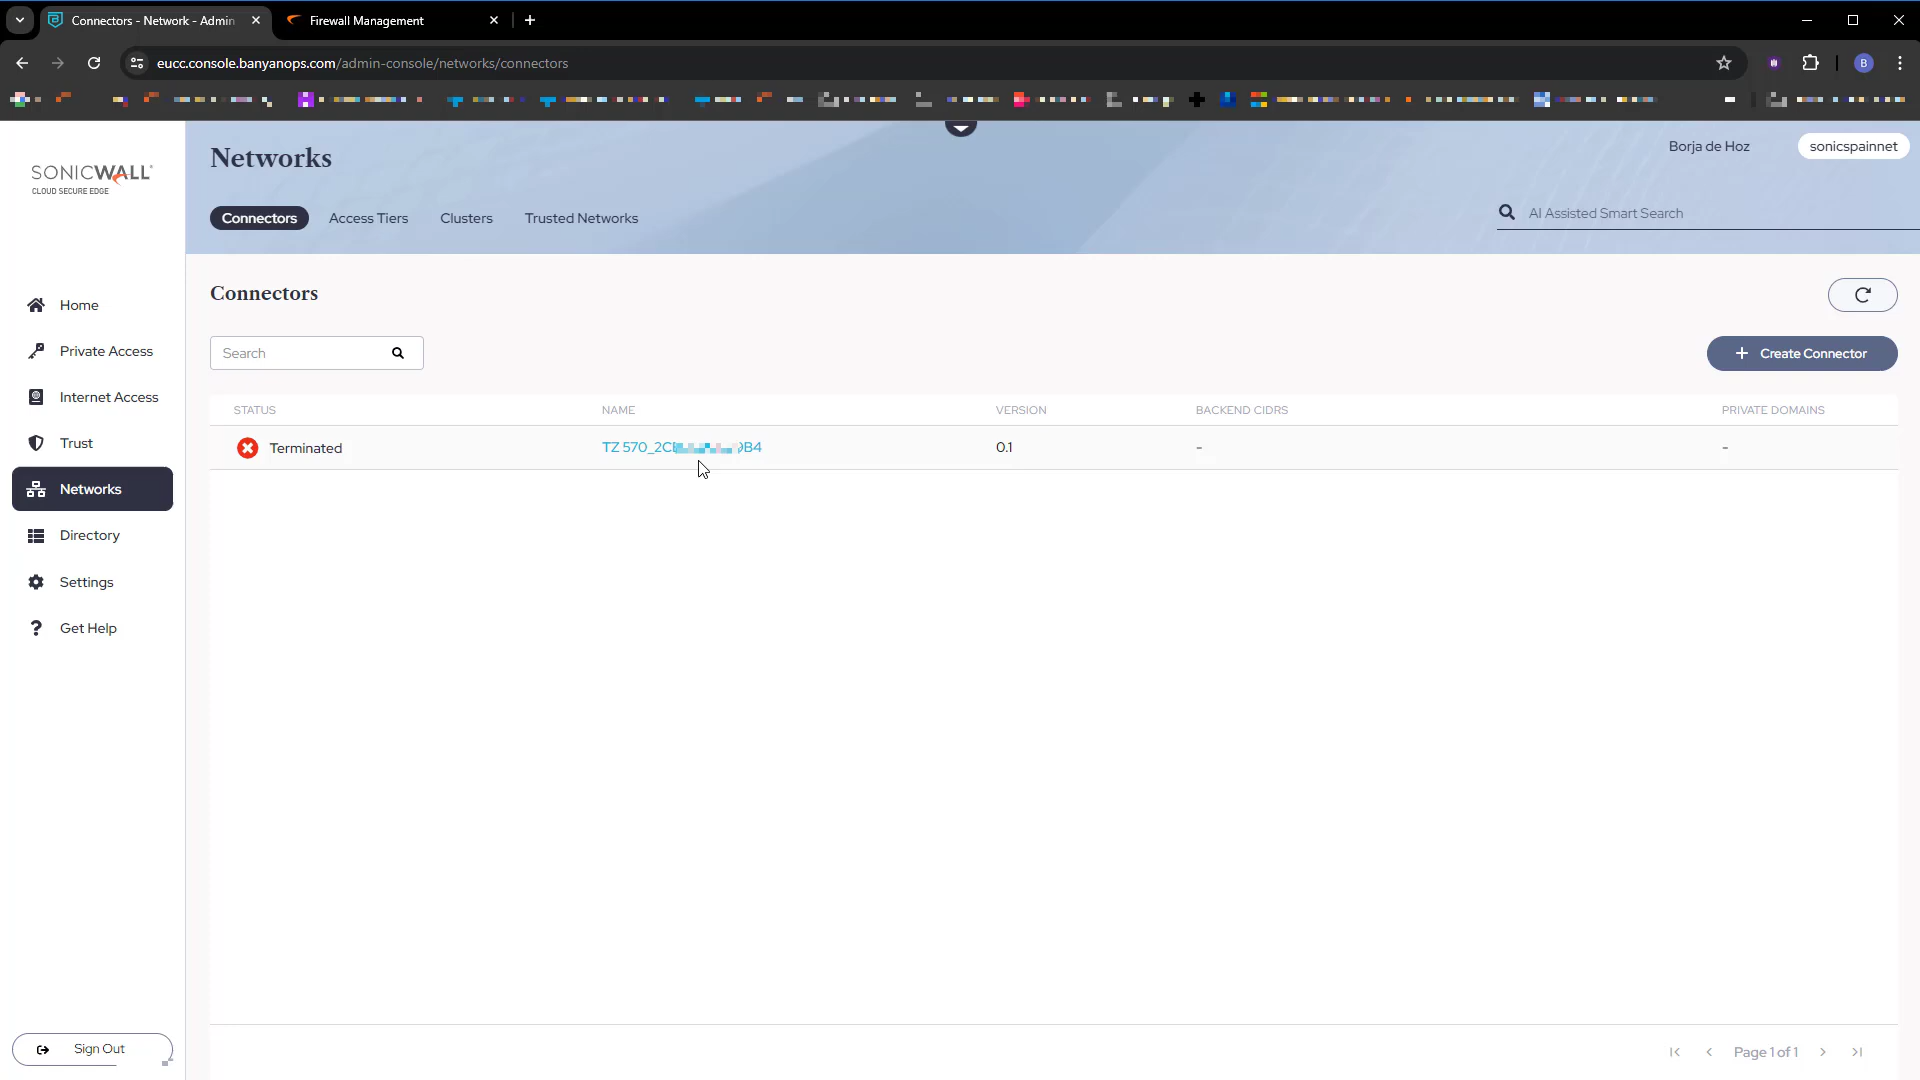 Connectors - Network - Admin
Firewall Management
eucc.console.banyanops.com/admin-console/networks/connectors
B
SONICWALL
CLOUD SECURE EDGE
Networks
Borja de Hoz
sonicspainnet
Connectors
Access Tiers
Clusters
Trusted Networks
AI Assisted Smart Search
Home
Private Access
Internet Access
Trust
Networks
Directory
Settings
Get Help
Sign Out
Connectors
Search
Create Connector
STATUS
NAME
VERSION
BACKEND CIDRS
PRIVATE DOMAINS
Terminated
TZ 570_2C 9B4
0.1
-
-
Page 1 of 1